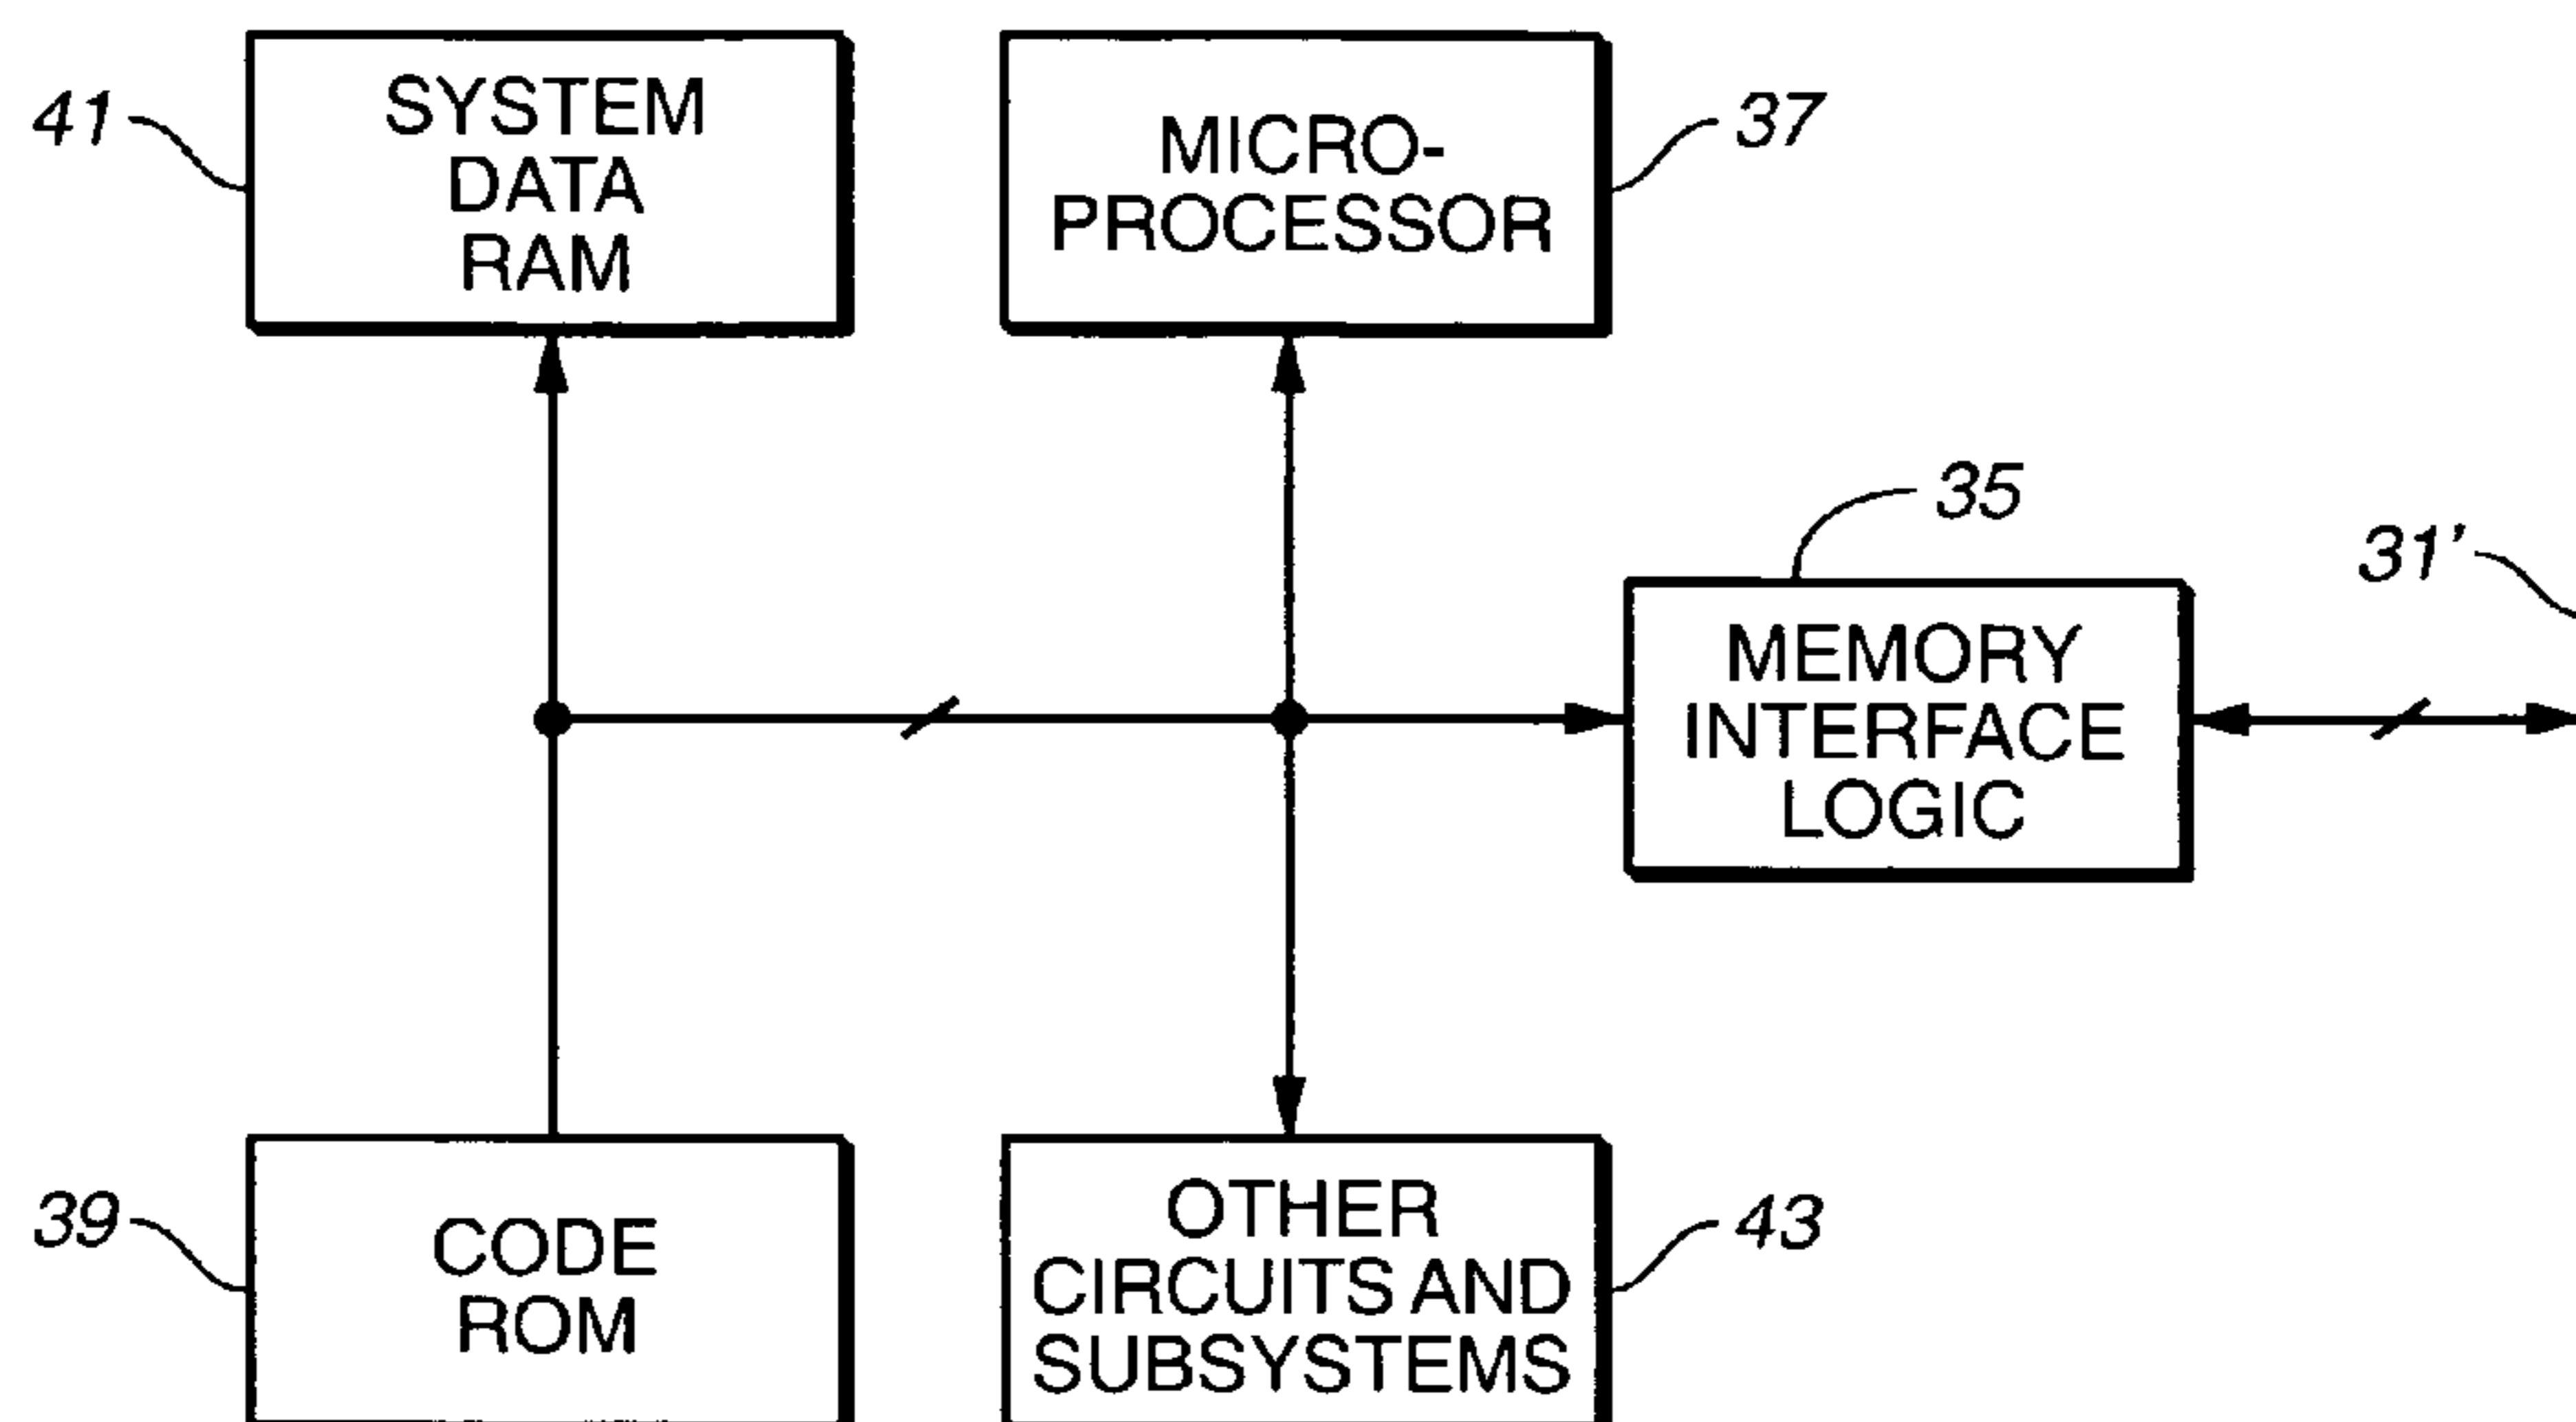 41
SYSTEM
DATA
RAM
MICRO-
PROCESSOR
37
35
31'
MEMORY
INTERFACE
LOGIC
39
CODE
ROM
OTHER
CIRCUITS AND
SUBSYSTEMS
43